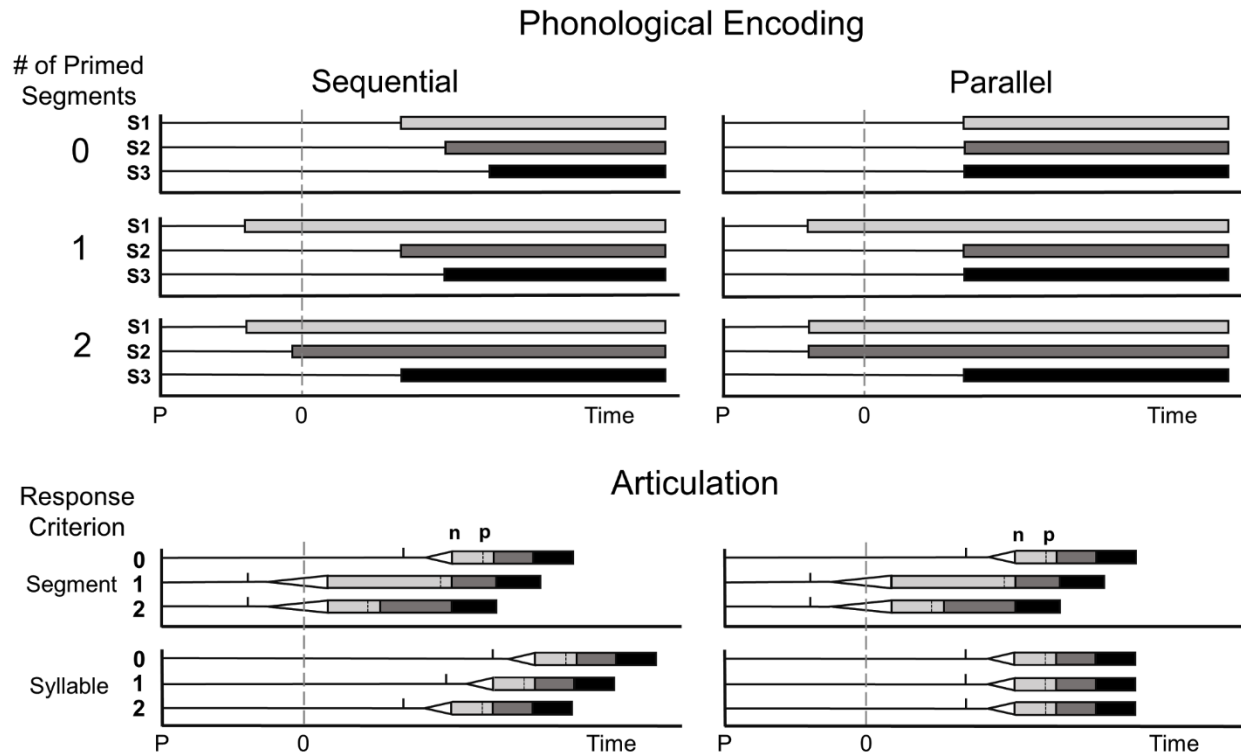 Phonological Encoding
# of Primed
Segments
Sequential
Parallel
0
S1
S2
S3
1
S1
S2
S3
2
S1
S2
S3
P 0 Time
P 0 Time
Articulation
Response
Criterion
n p
n p
Segment
0
1
2
Syllable
0
1
2
P 0 Time
P 0 Time